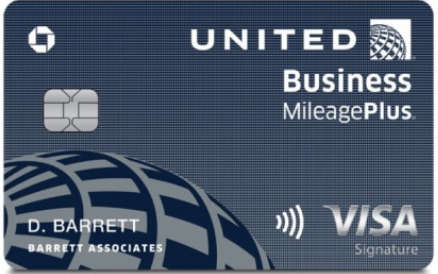 UNITED
Business
MileagePlus
D. BARRETT
BARRETT ASSOCIATES
VISA
Signature